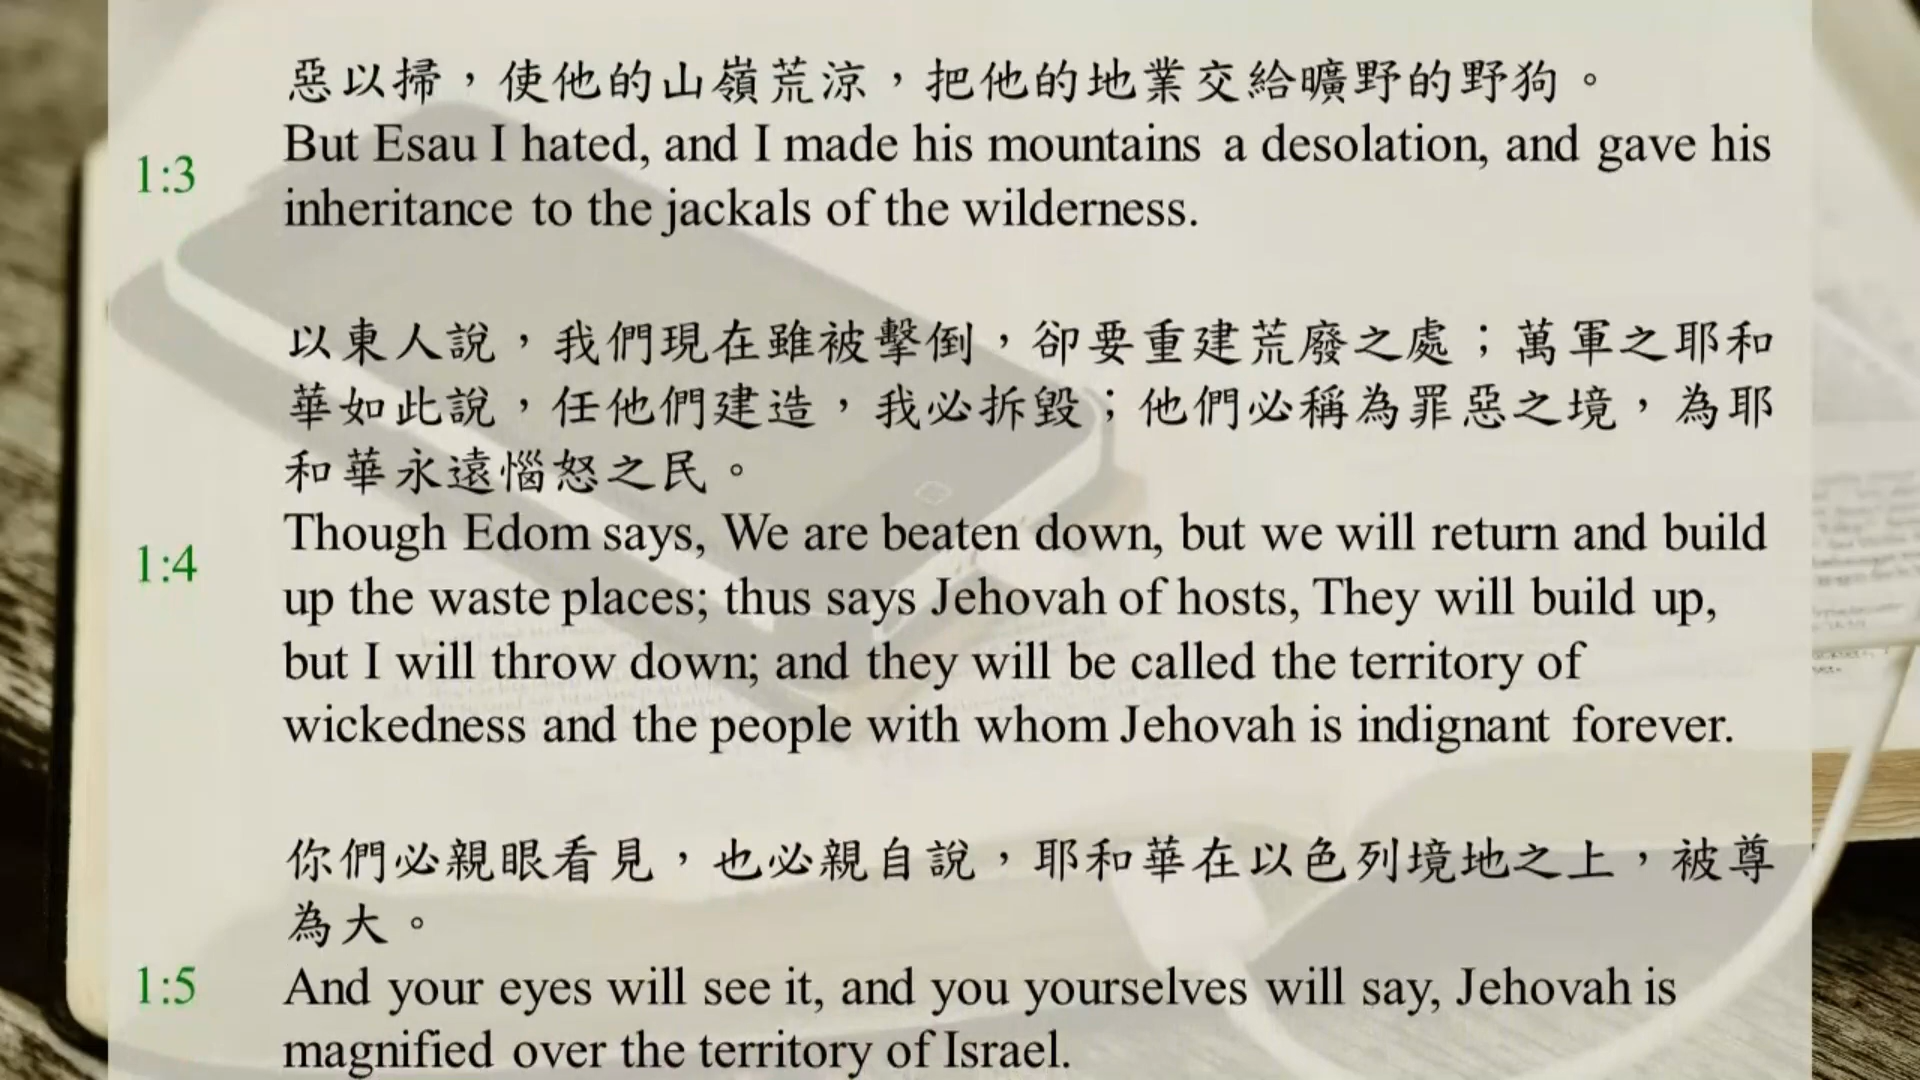 惡以掃，使他的山嶺荒涼，把他的地業交給曠野的野狗。
1:3
But Esau I hated, and I made his mountains a desolation, and gave his
inheritance to the jackals of the wilderness.
以東人說，我們現在雖被擊倒，卻要重建荒廢之處；萬軍之耶和
華如此說，任他們建造，我必拆毀；他們必稱為罪惡之境，為耶
和華永遠惱怒之民。
1:4
Though Edom says, We are beaten down, but we will return and build
up the waste places; thus says Jehovah of hosts, They will build up,
but I will throw down; and they will be called the territory of
wickedness and the people with whom Jehovah is indignant forever.
你們必親眼看見，也必親自說，耶和華在以色列境地之上，被尊
為大。
1:5
And your eyes will see it, and you yourselves will say, Jehovah is
magnified over the territory of Israel.